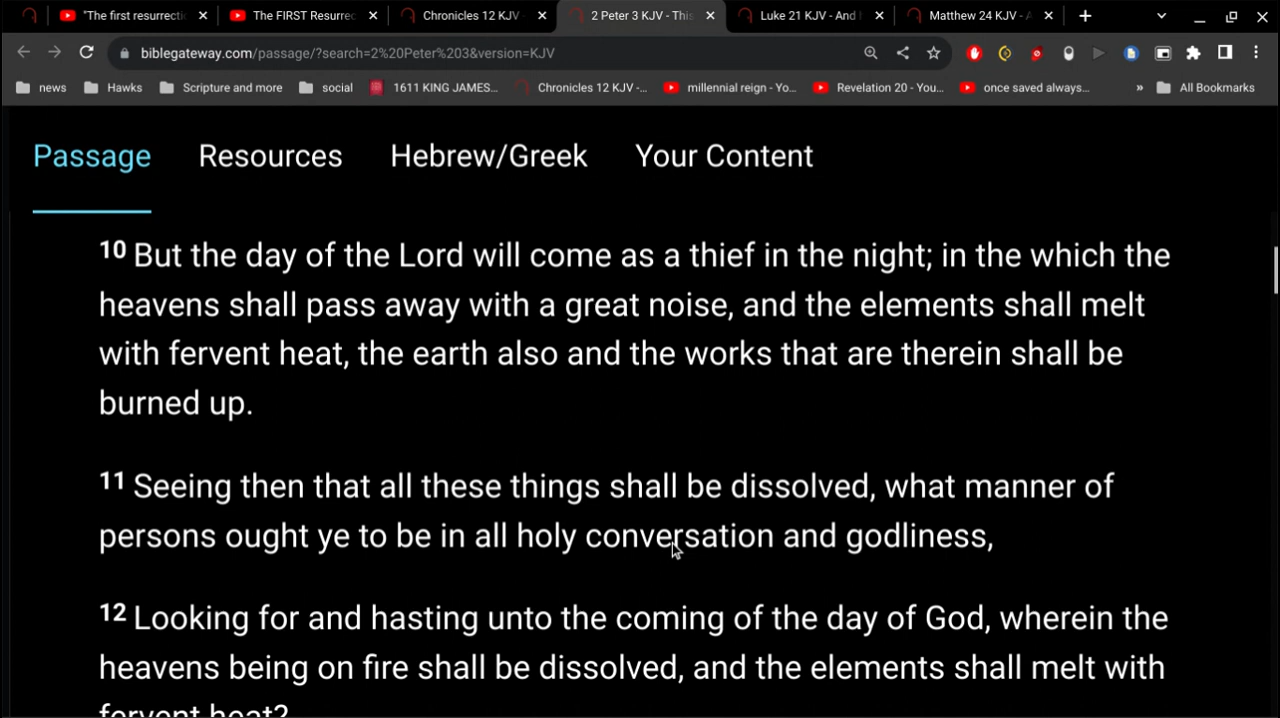 "The first resurrecti
The FIRST Resurrec
Chronicles 12 KJV -
2 Peter 3 KJV - This
Luke 21 KJV - And
Matthew 24 KJV -
biblegateway.com/passage/?search=2%20Peter%203&version=KJV
news
Hawks
Scripture and more
social
1611 KING JAMES...
Chronicles 12 KJV -...
millennial reign - Yo...
Revelation 20 - You...
once saved always...
»
All Bookmarks
Passage
Resources
Hebrew/Greek
Your Content
10 But the day of the Lord will come as a thief in the night; in the which the
heavens shall pass away with a great noise, and the elements shall melt
with fervent heat, the earth also and the works that are therein shall be
burned up.
11 Seeing then that all these things shall be dissolved, what manner of
persons ought ye to be in all holy conversation and godliness,
12 Looking for and hasting unto the coming of the day of God, wherein the
heavens being on fire shall be dissolved, and the elements shall melt with
fervent heat?